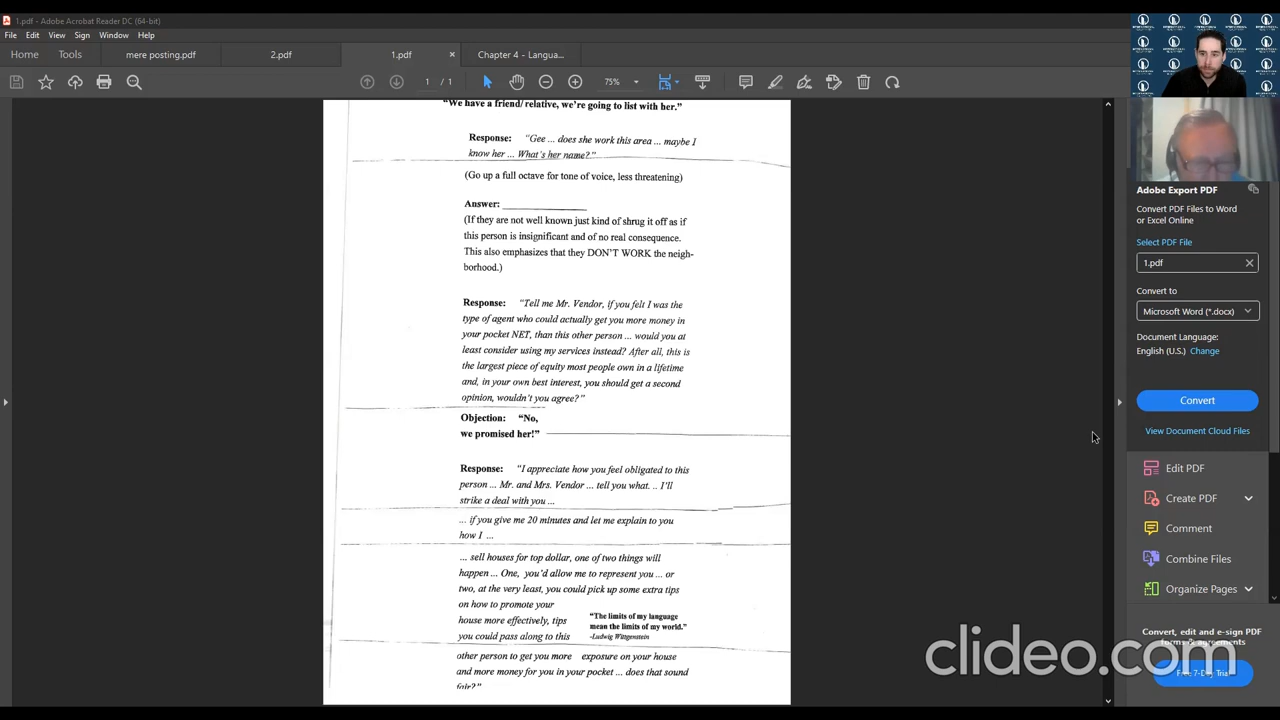 1.pdf - Adobe Acrobat Reader DC (64-bit)
File Edit View Sign Window Help
Home Tools mere posting.pdf 2.pdf 1.pdf × Chapter 4 - Langua...
1 / 1 75%
"We have a friend/ relative, we're going to list with her."
Response: "Gee ... does she work this area ... maybe I
know her ... What's her name?"
(Go up a full octave for tone of voice, less threatening)
Answer: ____________
(If they are not well known just kind of shrug it off as if
this person is insignificant and of no real consequence.
This also emphasizes that they DON'T WORK the neigh-
borhood.)
Response: "Tell me Mr. Vendor, if you felt I was the
type of agent who could actually get you more money in
your pocket NET, than this other person ... would you at
least consider using my services instead? After all, this is
the largest piece of equity most people own in a lifetime
and, in your own best interest, you should get a second
opinion, wouldn't you agree?"
Objection: "No,
we promised her!"
Response: "I appreciate how you feel obligated to this
person ... Mr. and Mrs. Vendor ... tell you what. .. I'll
strike a deal with you ...
... if you give me 20 minutes and let me explain to you
how I ...
... sell houses for top dollar, one of two things will
happen ... One, you'd allow me to represent you ... or
two, at the very least, you could pick up some extra tips
on how to promote your
house more effectively, tips
you could pass along to this
"The limits of my language
mean the limits of my world."
-Ludwig Wittgenstein
other person to get you more exposure on your house
and more money for you in your pocket ... does that sound
fair?"
Adobe Export PDF
Convert PDF Files to Word
or Excel Online
Select PDF File
1.pdf ×
Convert to
Microsoft Word (*.docx)
Document Language:
English (U.S.) Change
Convert
View Document Cloud Files
Edit PDF
Create PDF
Comment
Combine Files
Organize Pages
Convert, edit and e-sign PDF
agreements
Free 7-Day Trial
clideo.com